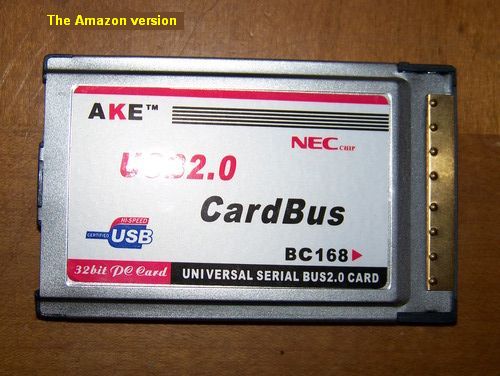 The Amazon version
AKE™
NEC CHIP
USB2.0
CardBus
HI-SPEED
CERTIFIED USB
BC168
32bit PC Card
UNIVERSAL SERIAL BUS2.0 CARD